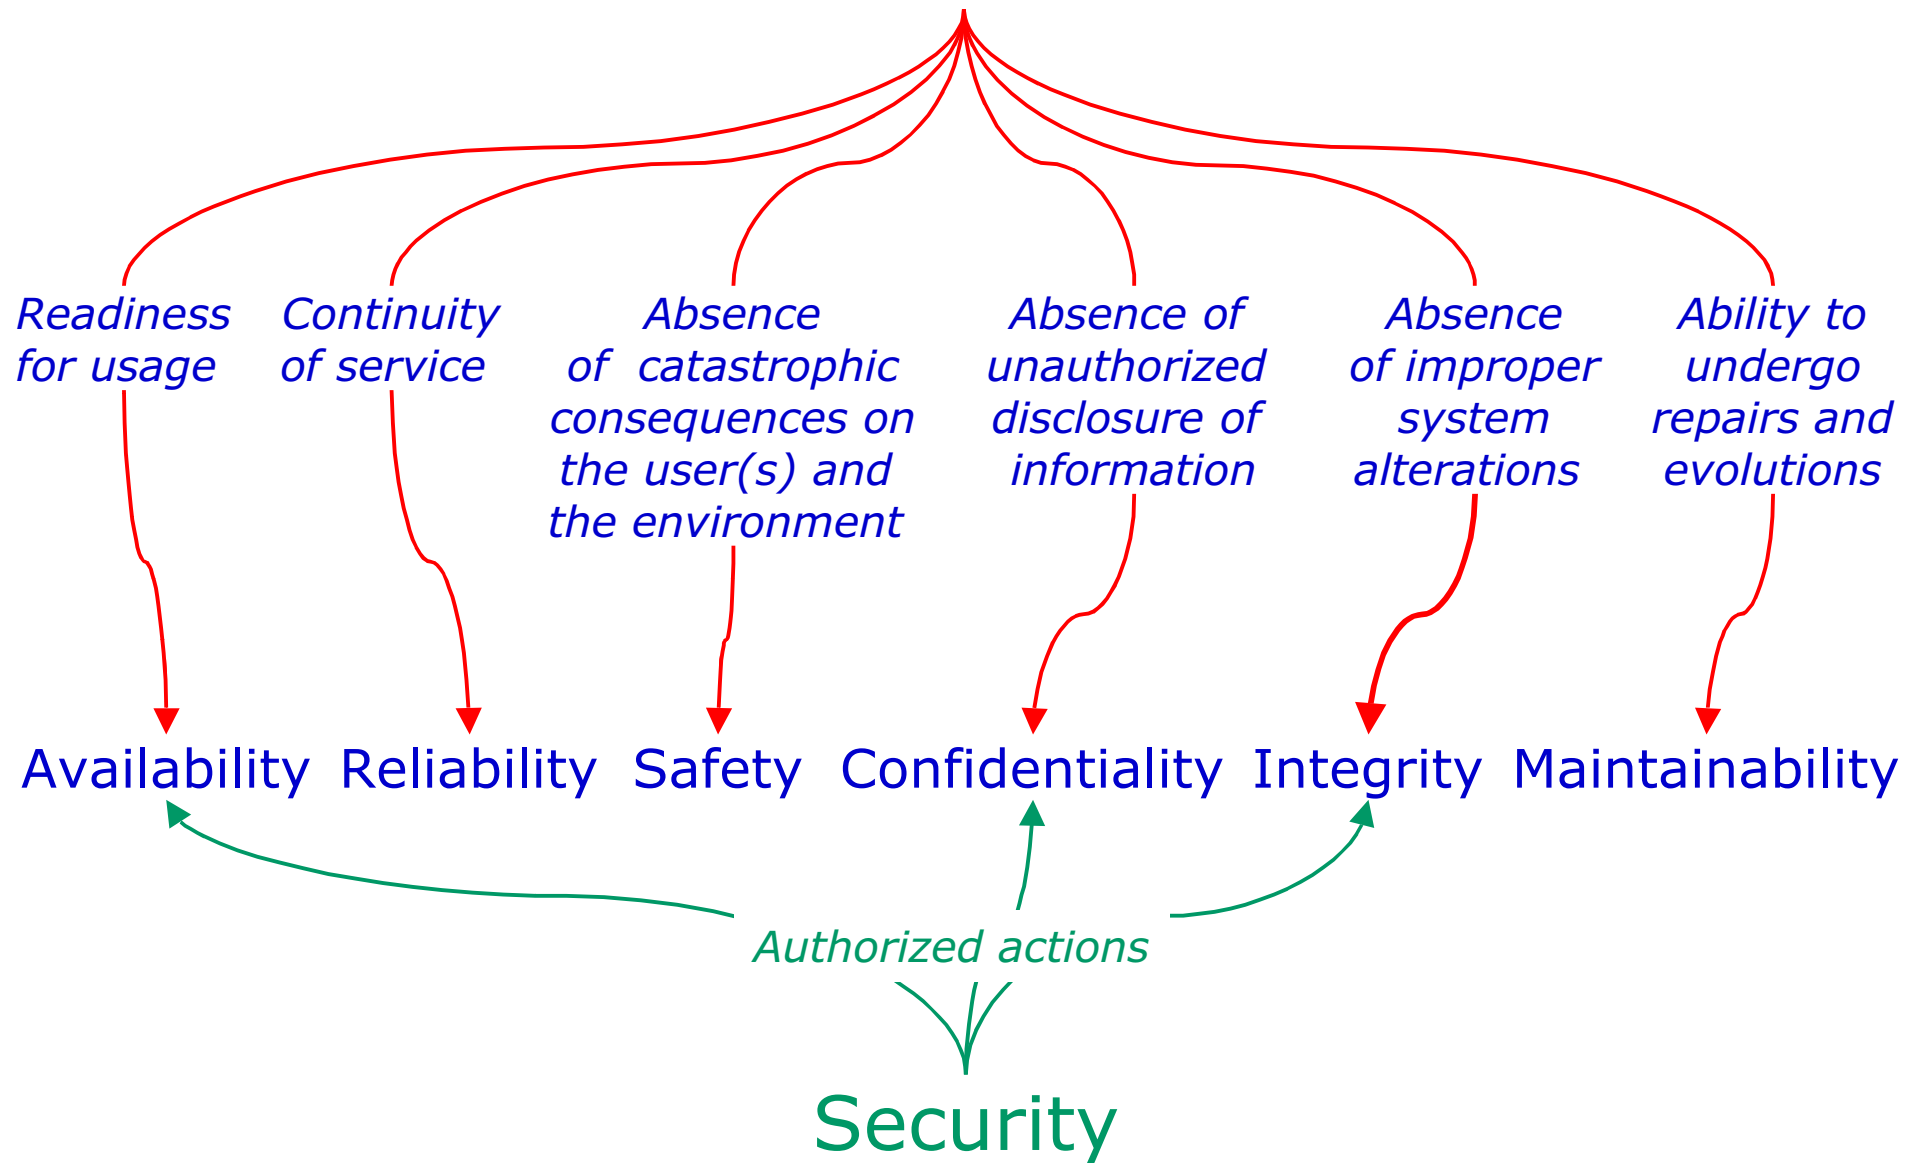 Readiness
for usage
Continuity
of service
Absence
of catastrophic
consequences on
the user(s) and
the environment
Absence of
unauthorized
disclosure of
information
Absence
of improper
system
alterations
Ability to
undergo
repairs and
evolutions
Availability
Reliability
Safety
Confidentiality
Integrity
Maintainability
Authorized actions
Security